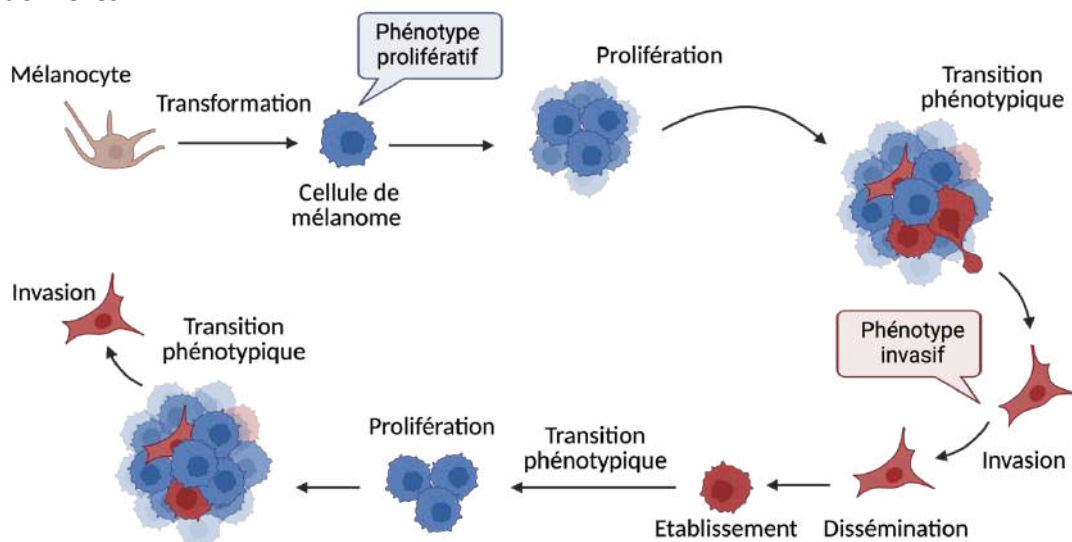 Mélanocyte
Transformation
Phénotype
prolifératif
Cellule de
mélanome
Prolifération
Transition
phénotypique
Phénotype
invasif
Invasion
Dissémination
Etablissement
Transition
phénotypique
Prolifération
Transition
phénotypique
Invasion